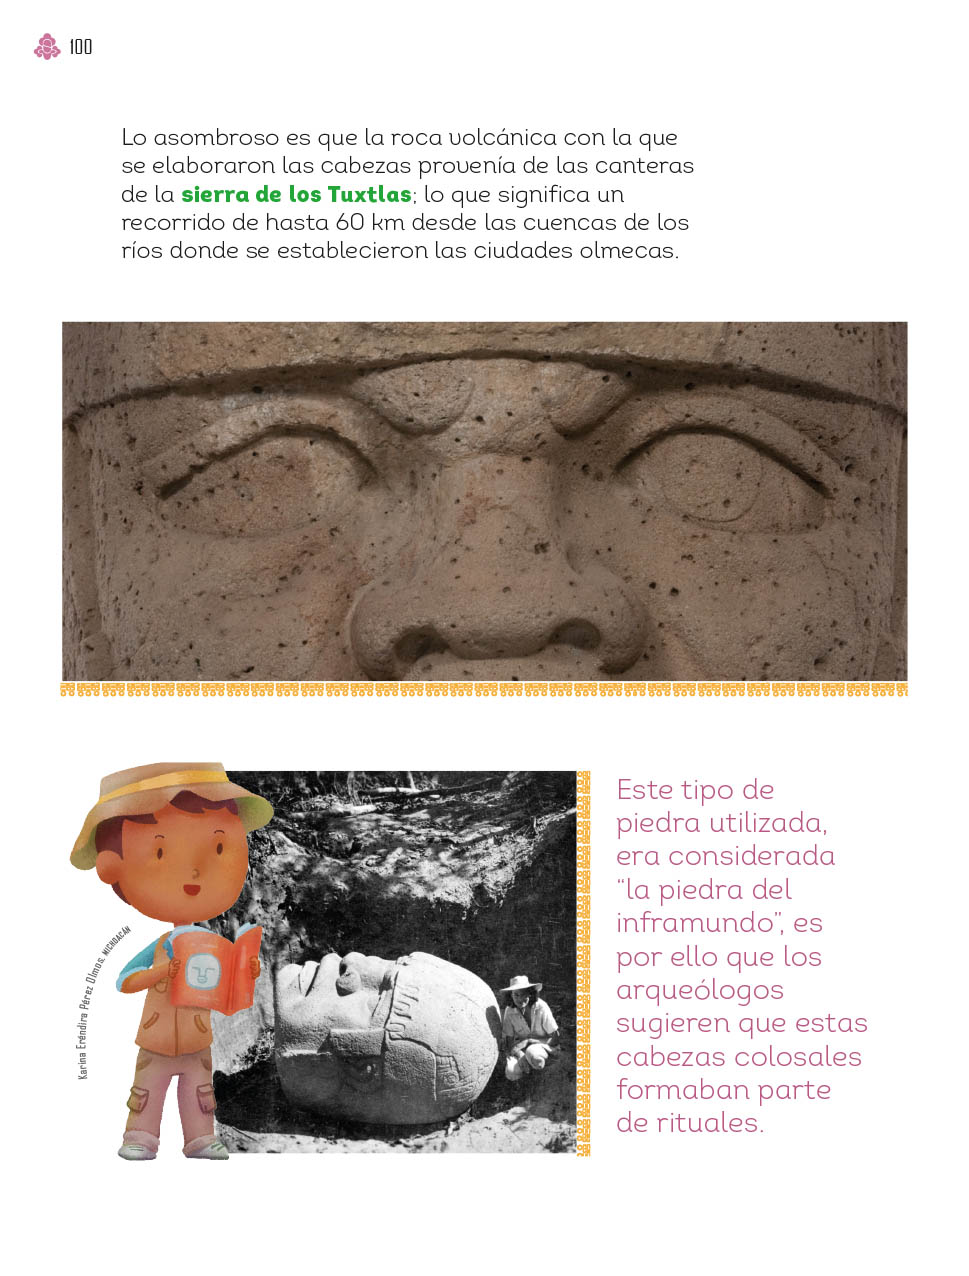 100
Lo asombroso es que la roca volcánica con la que
se elaboraron las cabezas provenía de las canteras
de la sierra de los Tuxtlas; lo que significa un
recorrido de hasta 60 km desde las cuencas de los
ríos donde se establecieron las ciudades olmecas.
Karina Eréndira Pérez Olmos, MICHOACÁN
Este tipo de
piedra utilizada,
era considerada
“la piedra del
inframundo”, es
por ello que los
arqueólogos
sugieren que estas
cabezas colosales
formaban parte
de rituales.